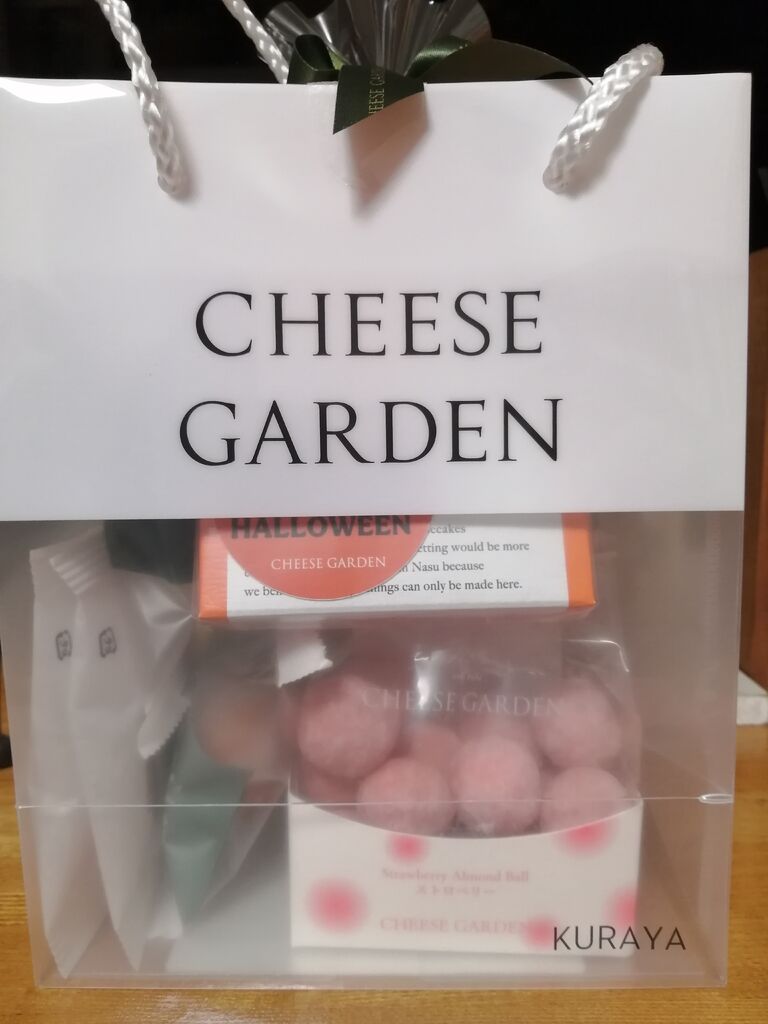 CHEESE
GARDEN
HALLOWEEN
CHEESE GARDEN
ecakes
etting would be more
n Nasu because
we be
ings can only be made here.
CHEESE GARDEN
Strawberry Almond Ball
ストロベリー
CHEESE GARDEN
KURAYA